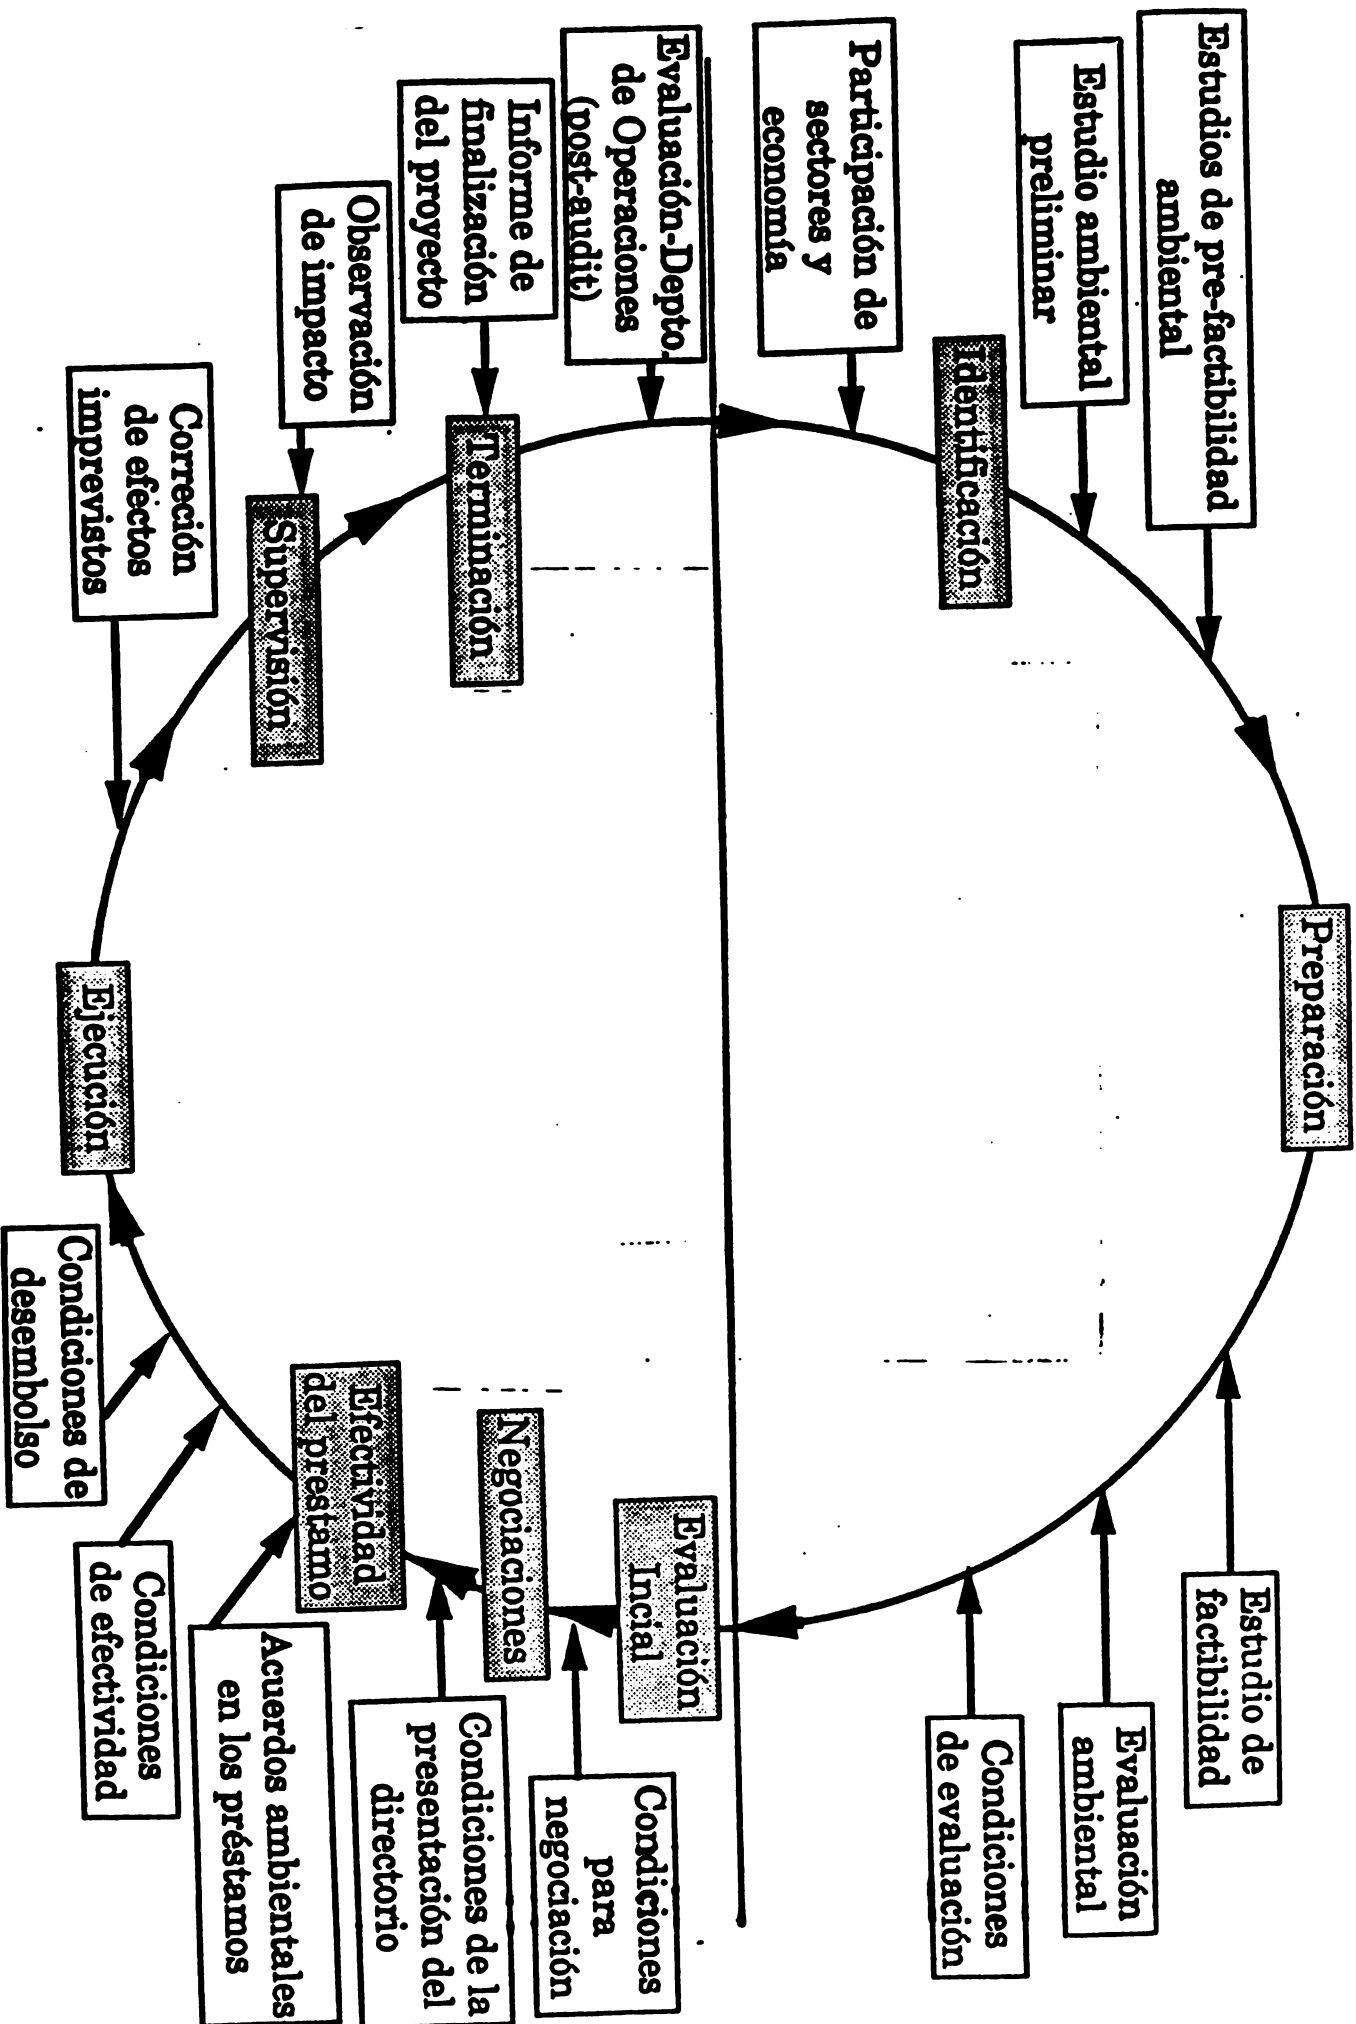 Estudios de pre-factibilidad
ambiental
Estudio ambiental
preliminar
Identificación
Participación de
sectores y
economía
Evaluación-Depto.
de Operaciones
(post-audit)
Informe de
finalización
del proyecto
Terminación
Observación
de impacto
Supervisión
Correción
de efectos
imprevistos
Preparación
Ejecución
Estudio de
factibilidad
Evaluación
ambiental
Condiciones
de evaluación
Evaluación
Incial
Condiciones
para
negociación
Negociaciones
Condiciones de la
presentación del
directorio
Efectividad
del prestamo
Acuerdos ambientales
en los préstamos
Condiciones
de efectividad
Condiciones de
desembolso